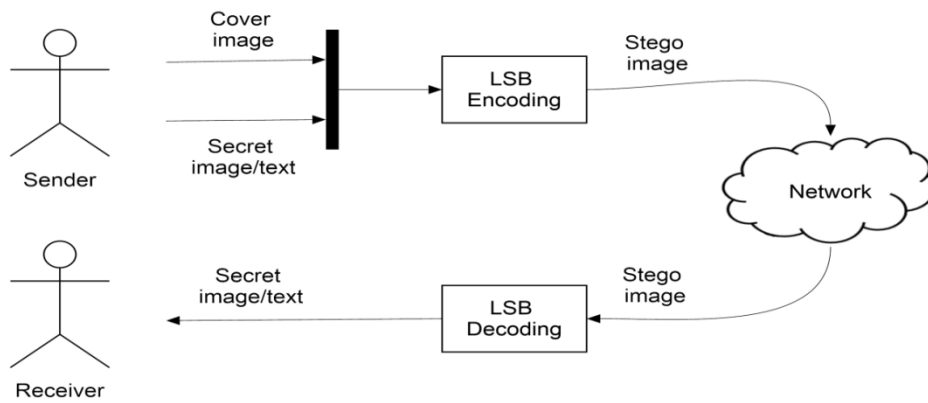 Cover
image
Secret
image/text
Sender
LSB
Encoding
Stego
image
Network
Secret
image/text
Receiver
LSB
Decoding
Stego
image